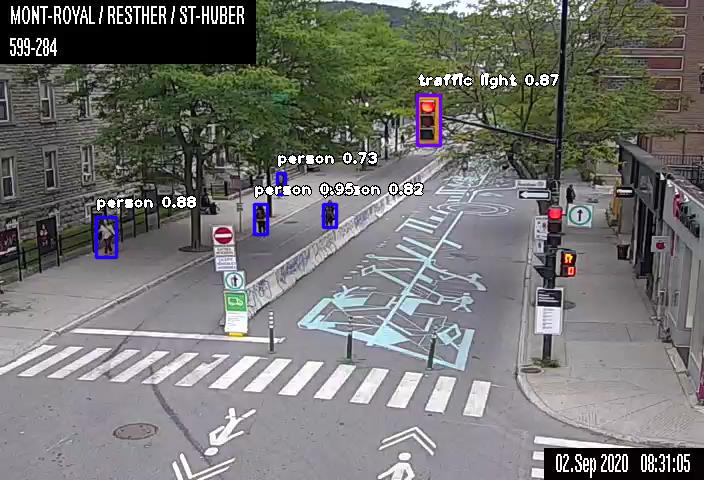 MONT-ROYAL / RESTHER / ST-HUBER
599-284
traffic light 0.87
person 0.73
person 0.95
son 0.82
person 0.88
02.Sep 2020 08:31:05